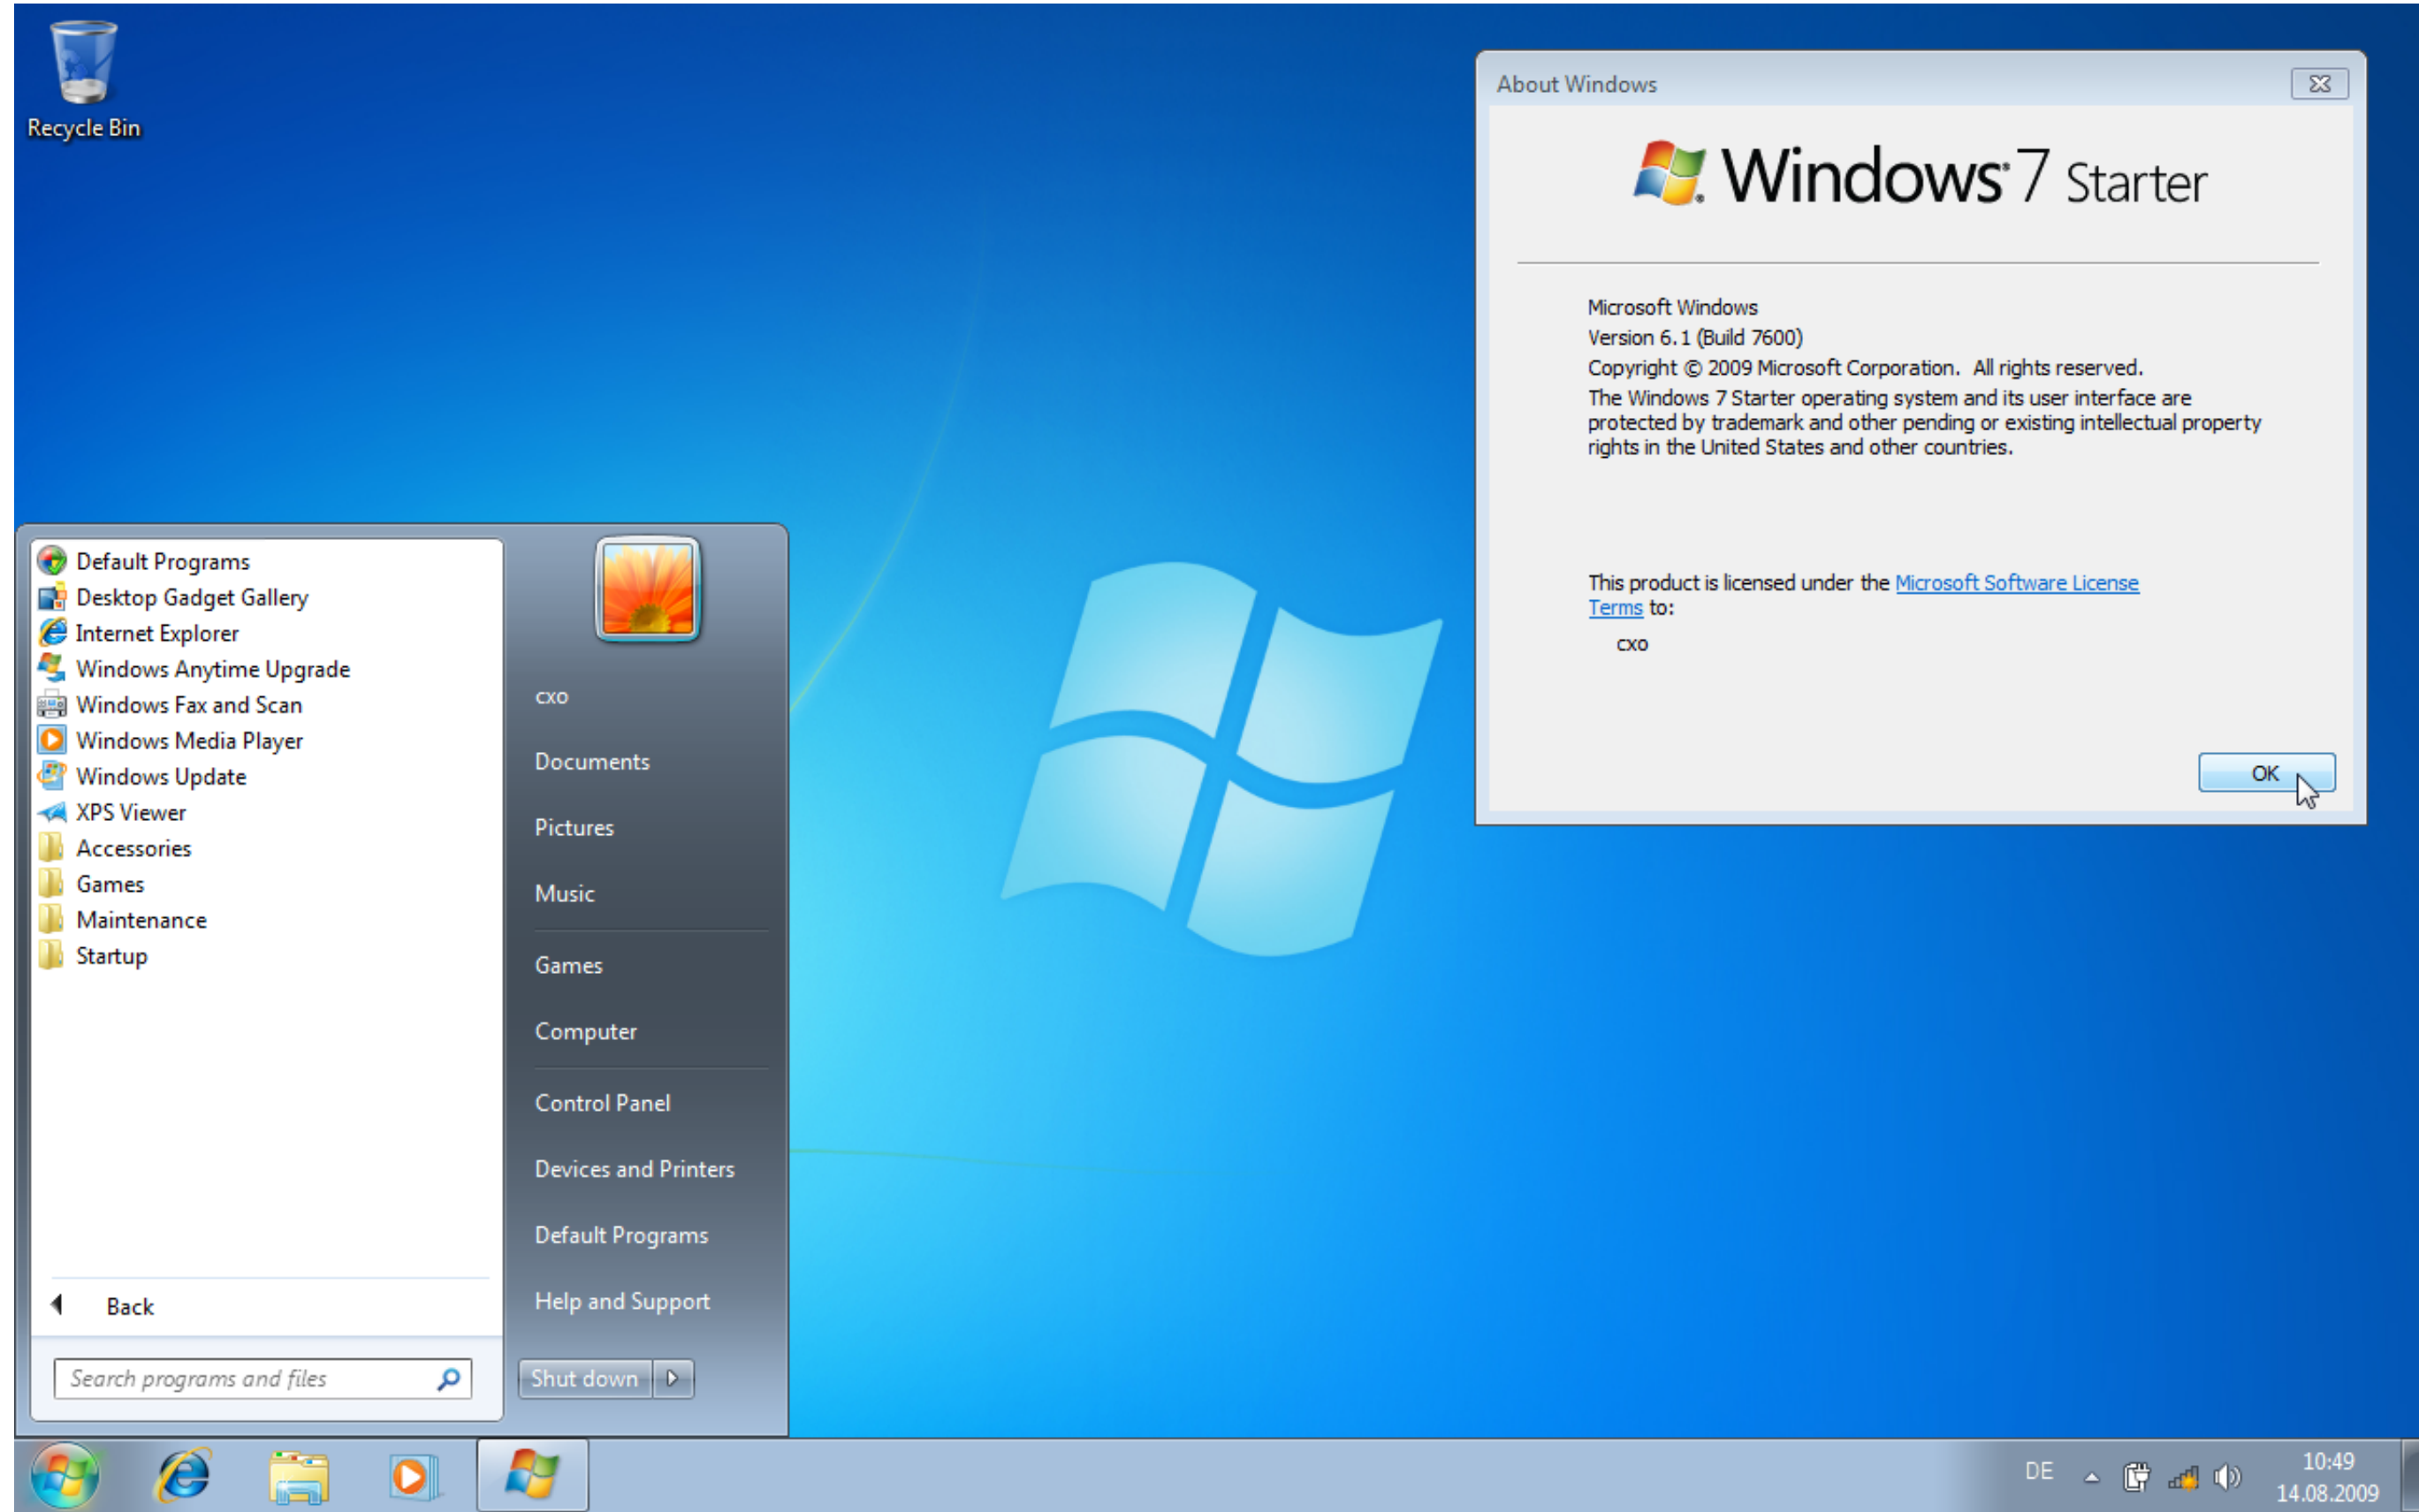 Recycle Bin
About Windows
Windows 7 Starter
Microsoft Windows
Version 6.1 (Build 7600)
Copyright © 2009 Microsoft Corporation. All rights reserved.
The Windows 7 Starter operating system and its user interface are
protected by trademark and other pending or existing intellectual property
rights in the United States and other countries.
This product is licensed under the Microsoft Software License
Terms to:
cxo
OK
Default Programs
Desktop Gadget Gallery
Internet Explorer
Windows Anytime Upgrade
Windows Fax and Scan
Windows Media Player
Windows Update
XPS Viewer
Accessories
Games
Maintenance
Startup
Back
Search programs and files
cxo
Documents
Pictures
Music
Games
Computer
Control Panel
Devices and Printers
Default Programs
Help and Support
Shut down
DE
10:49
14.08.2009